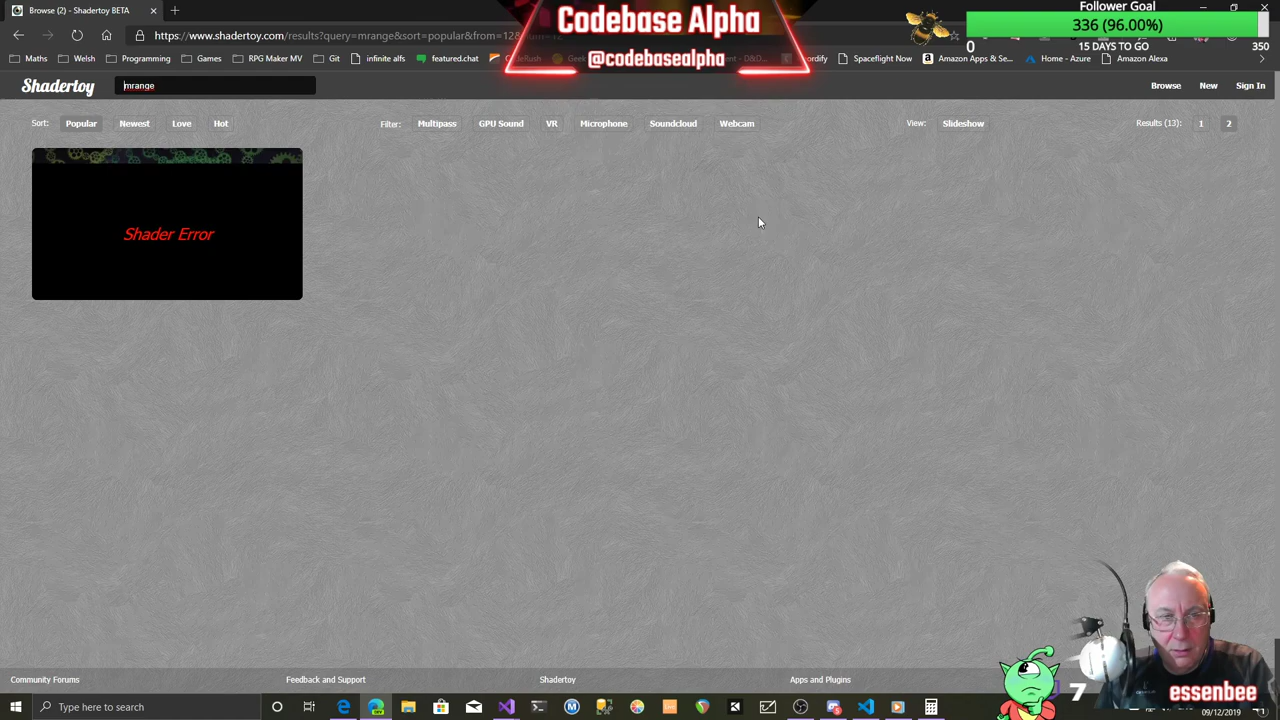 Browse (2) - Shadertoy BETA
Codebase Alpha
@codebasealpha
Follower Goal
336 (96.00%)
0
15 DAYS TO GO
350
https://www.shadertoy.com/results?query=mrange&sort=popular&from=12&num=12
Maths
Welsh
Programming
Games
RPG Maker MV
Git
infinite alfs
featured.chat
Geek
Spaceflight Now
Amazon Apps & Se...
Home - Azure
Amazon Alexa
Shadertoy
mrange
Browse
New
Sign In
Sort:
Popular
Newest
Love
Hot
Filter:
Multipass
GPU Sound
VR
Microphone
Soundcloud
Webcam
View:
Slideshow
Results (13):
1
2
Shader Error
Community Forums
Feedback and Support
Shadertoy
Apps and Plugins
7
essenbee
Type here to search
09/12/2019